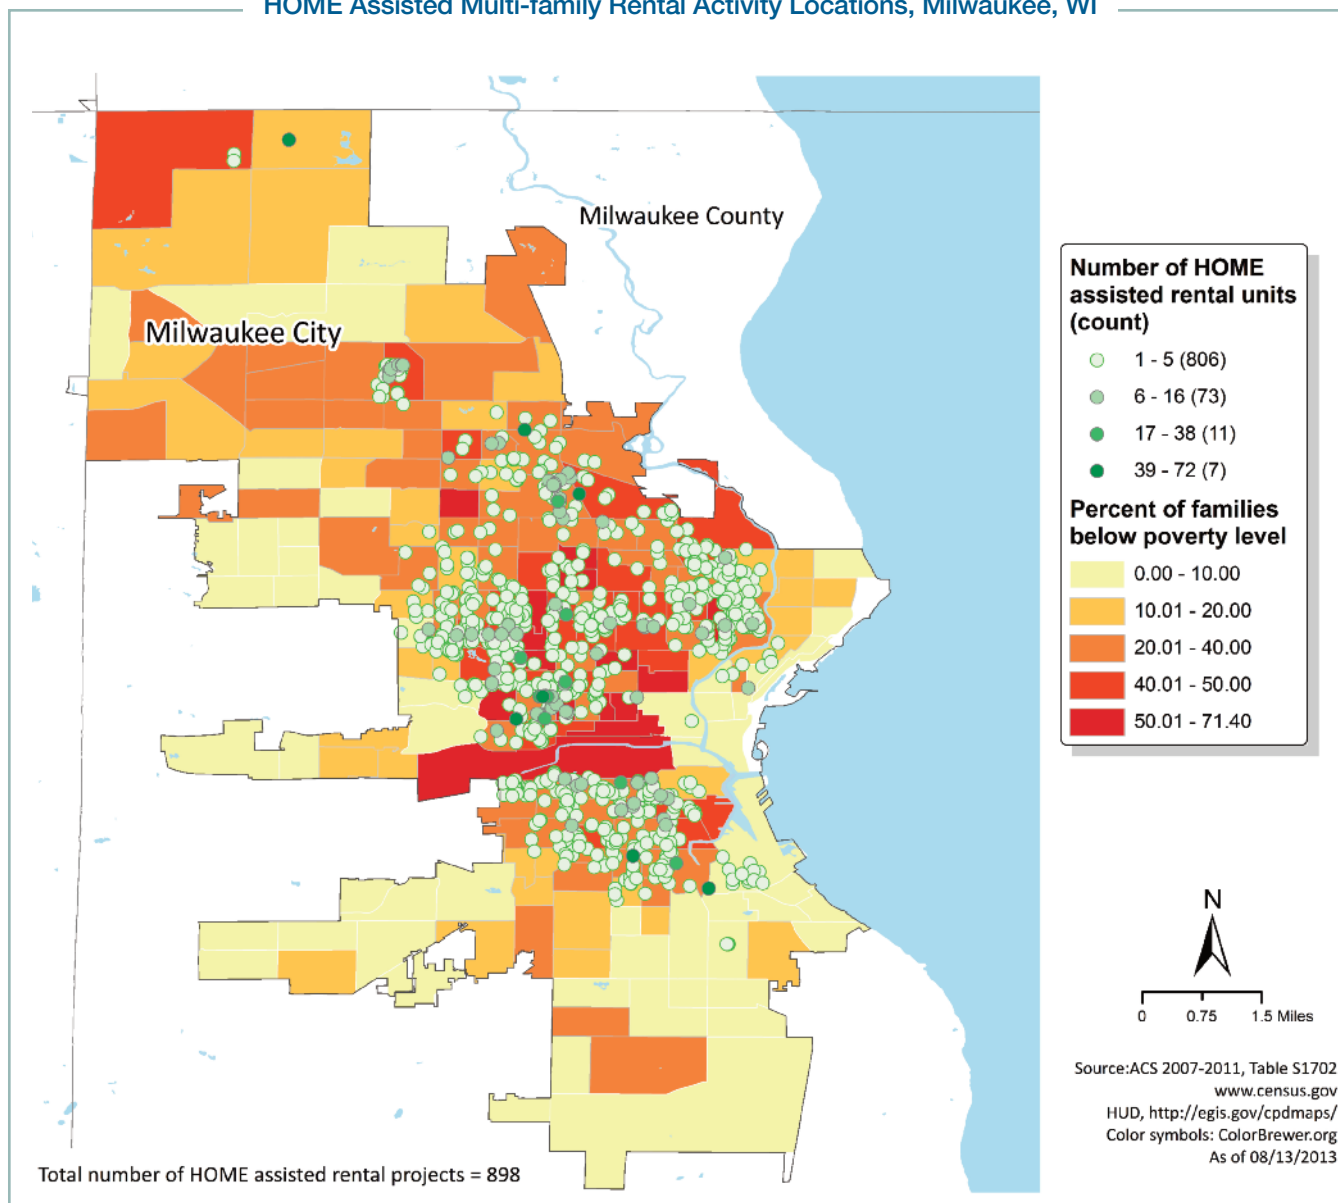 HOME Assisted Multi-family Rental Activity Locations, Milwaukee, WI
Milwaukee County
Milwaukee City
Number of HOME
assisted rental units
(count)
1 - 5 (806)
6 - 16 (73)
17 - 38 (11)
39 - 72 (7)
Percent of families
below poverty level
0.00 - 10.00
10.01 - 20.00
20.01 - 40.00
40.01 - 50.00
50.01 - 71.40
N
0 0.75 1.5 Miles
Source:ACS 2007-2011, Table S1702
www.census.gov
HUD, http://egis.gov/cpdmaps/
Color symbols: ColorBrewer.org
As of 08/13/2013
Total number of HOME assisted rental projects = 898